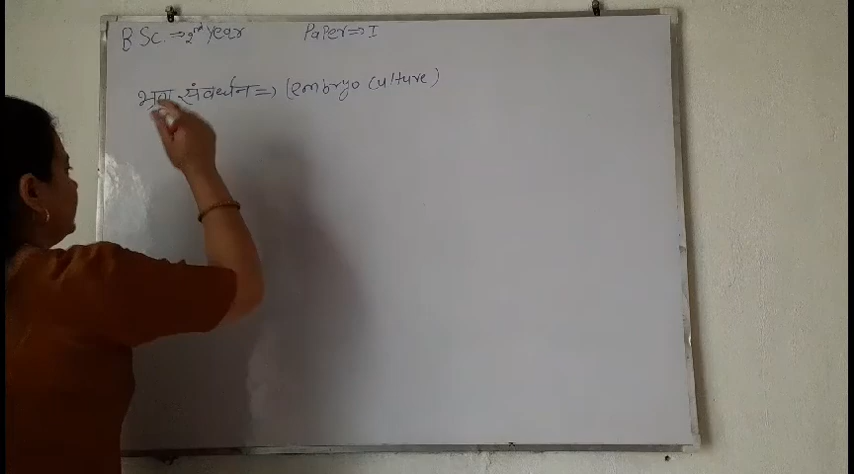 B Sc. => 2nd Year Paper => I
भ्रूण संवर्धन => (embryo Culture)